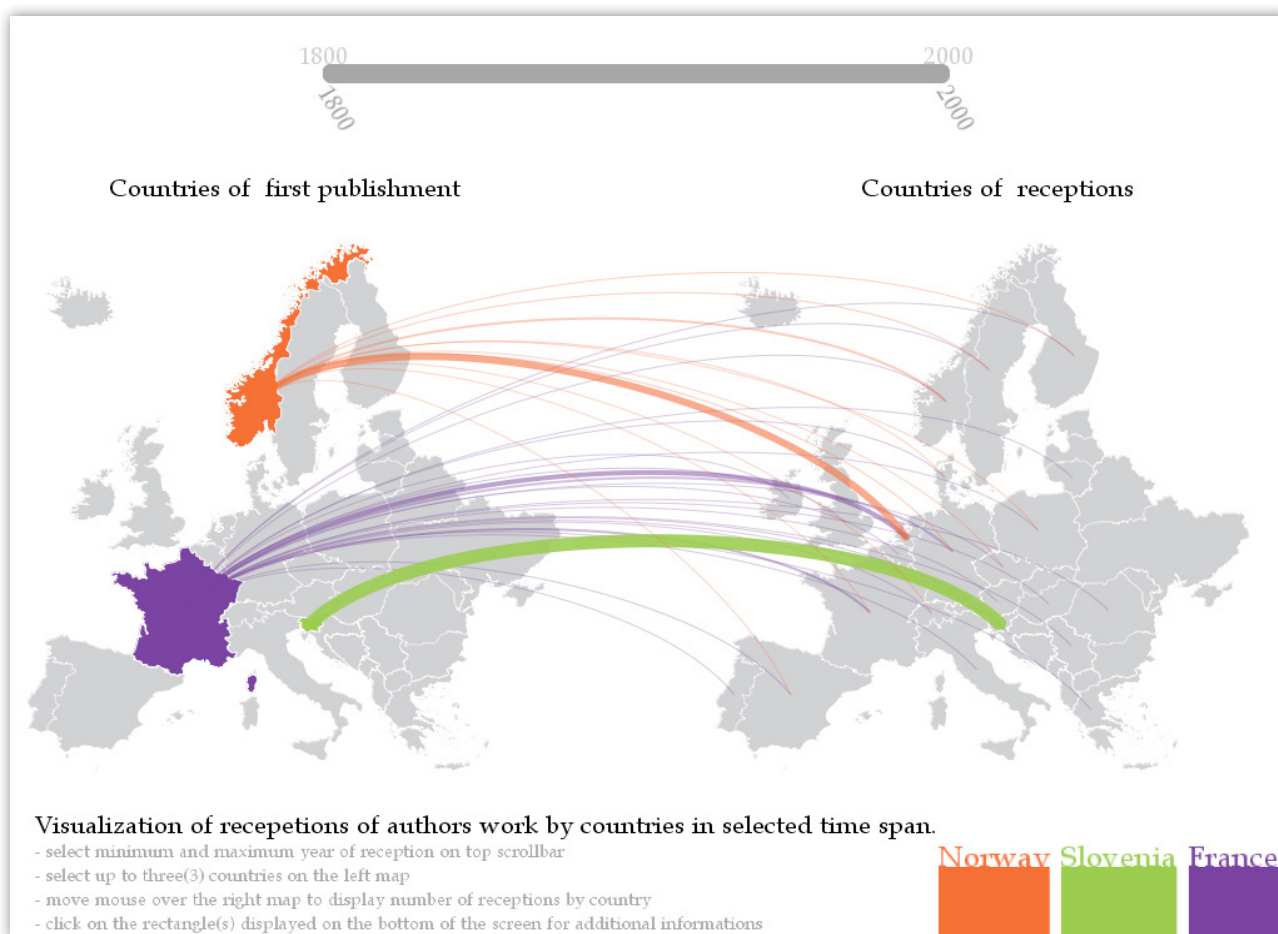 1800 2000
1800 2000
Countries of first publishment
Countries of receptions
Visualization of recepetions of authors work by countries in selected time span.
- select minimum and maximum year of reception on top scrollbar
- select up to three(3) countries on the left map
- move mouse over the right map to display number of receptions by country
- click on the rectangle(s) displayed on the bottom of the screen for additional informations
Norway Slovenia France